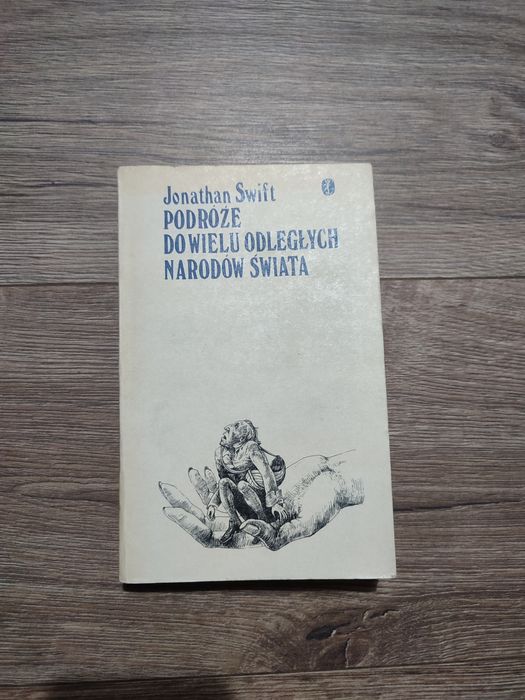 Jonathan Swift
PODRÓŻE
DO WIELU ODLEGŁYCH
NARODÓW ŚWIATA